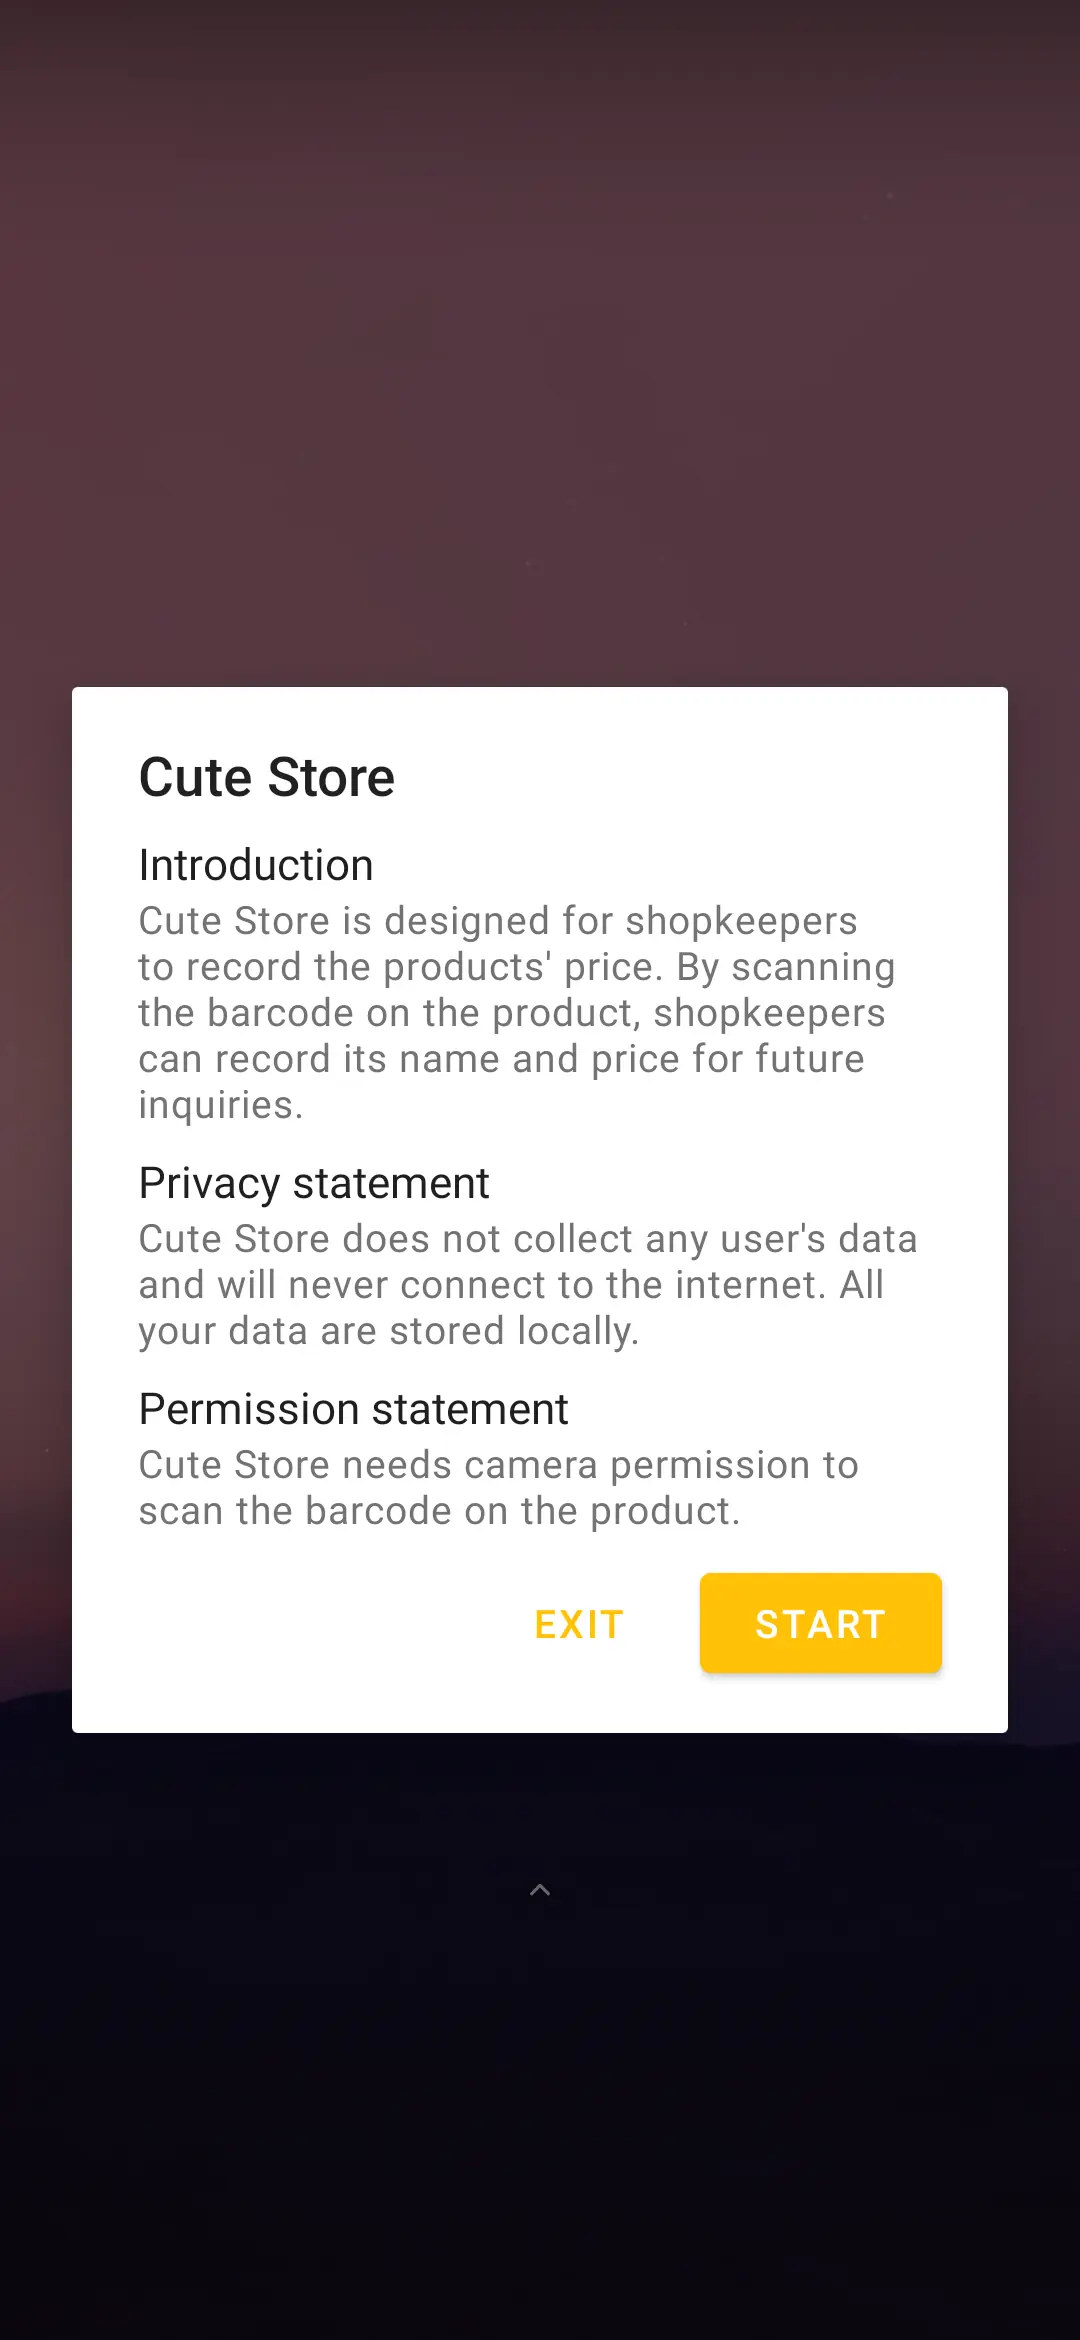 Cute Store
Introduction
Cute Store is designed for shopkeepers
to record the products' price. By scanning
the barcode on the product, shopkeepers
can record its name and price for future
inquiries.
Privacy statement
Cute Store does not collect any user's data
and will never connect to the internet. All
your data are stored locally.
Permission statement
Cute Store needs camera permission to
scan the barcode on the product.
EXIT START